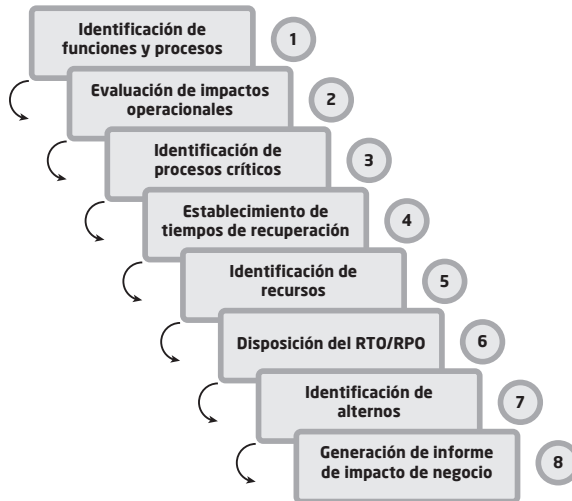 Identificación de
funciones y procesos
1
Evaluación de impactos
operacionales
2
Identificación de
procesos críticos
3
Establecimiento de
tiempos de recuperación
4
Identificación de
recursos
5
Disposición del RTO/RPO
6
Identificación de
alternos
7
Generación de informe
de impacto de negocio
8